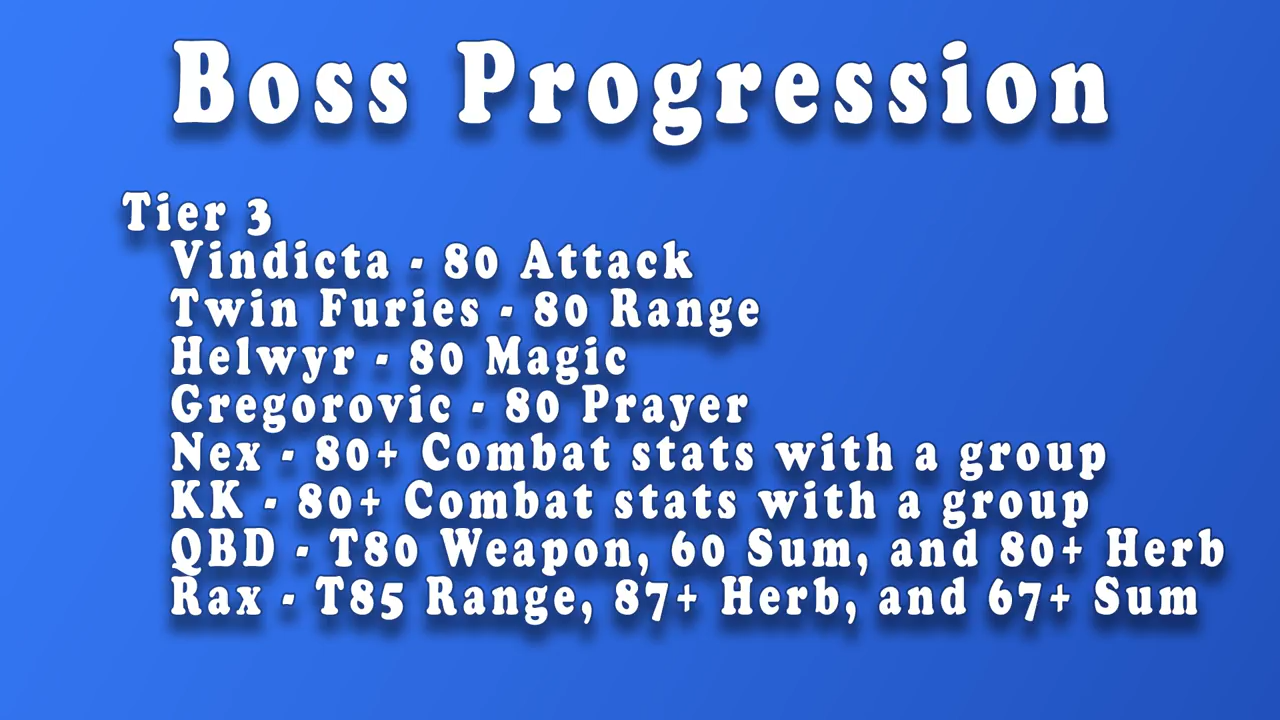 Boss Progression
Tier 3
Vindicta - 80 Attack
Twin Furies - 80 Range
Helwyr - 80 Magic
Gregorovic - 80 Prayer
Nex - 80+ Combat stats with a group
KK - 80+ Combat stats with a group
QBD - T80 Weapon, 60 Sum, and 80+ Herb
Rax - T85 Range, 87+ Herb, and 67+ Sum